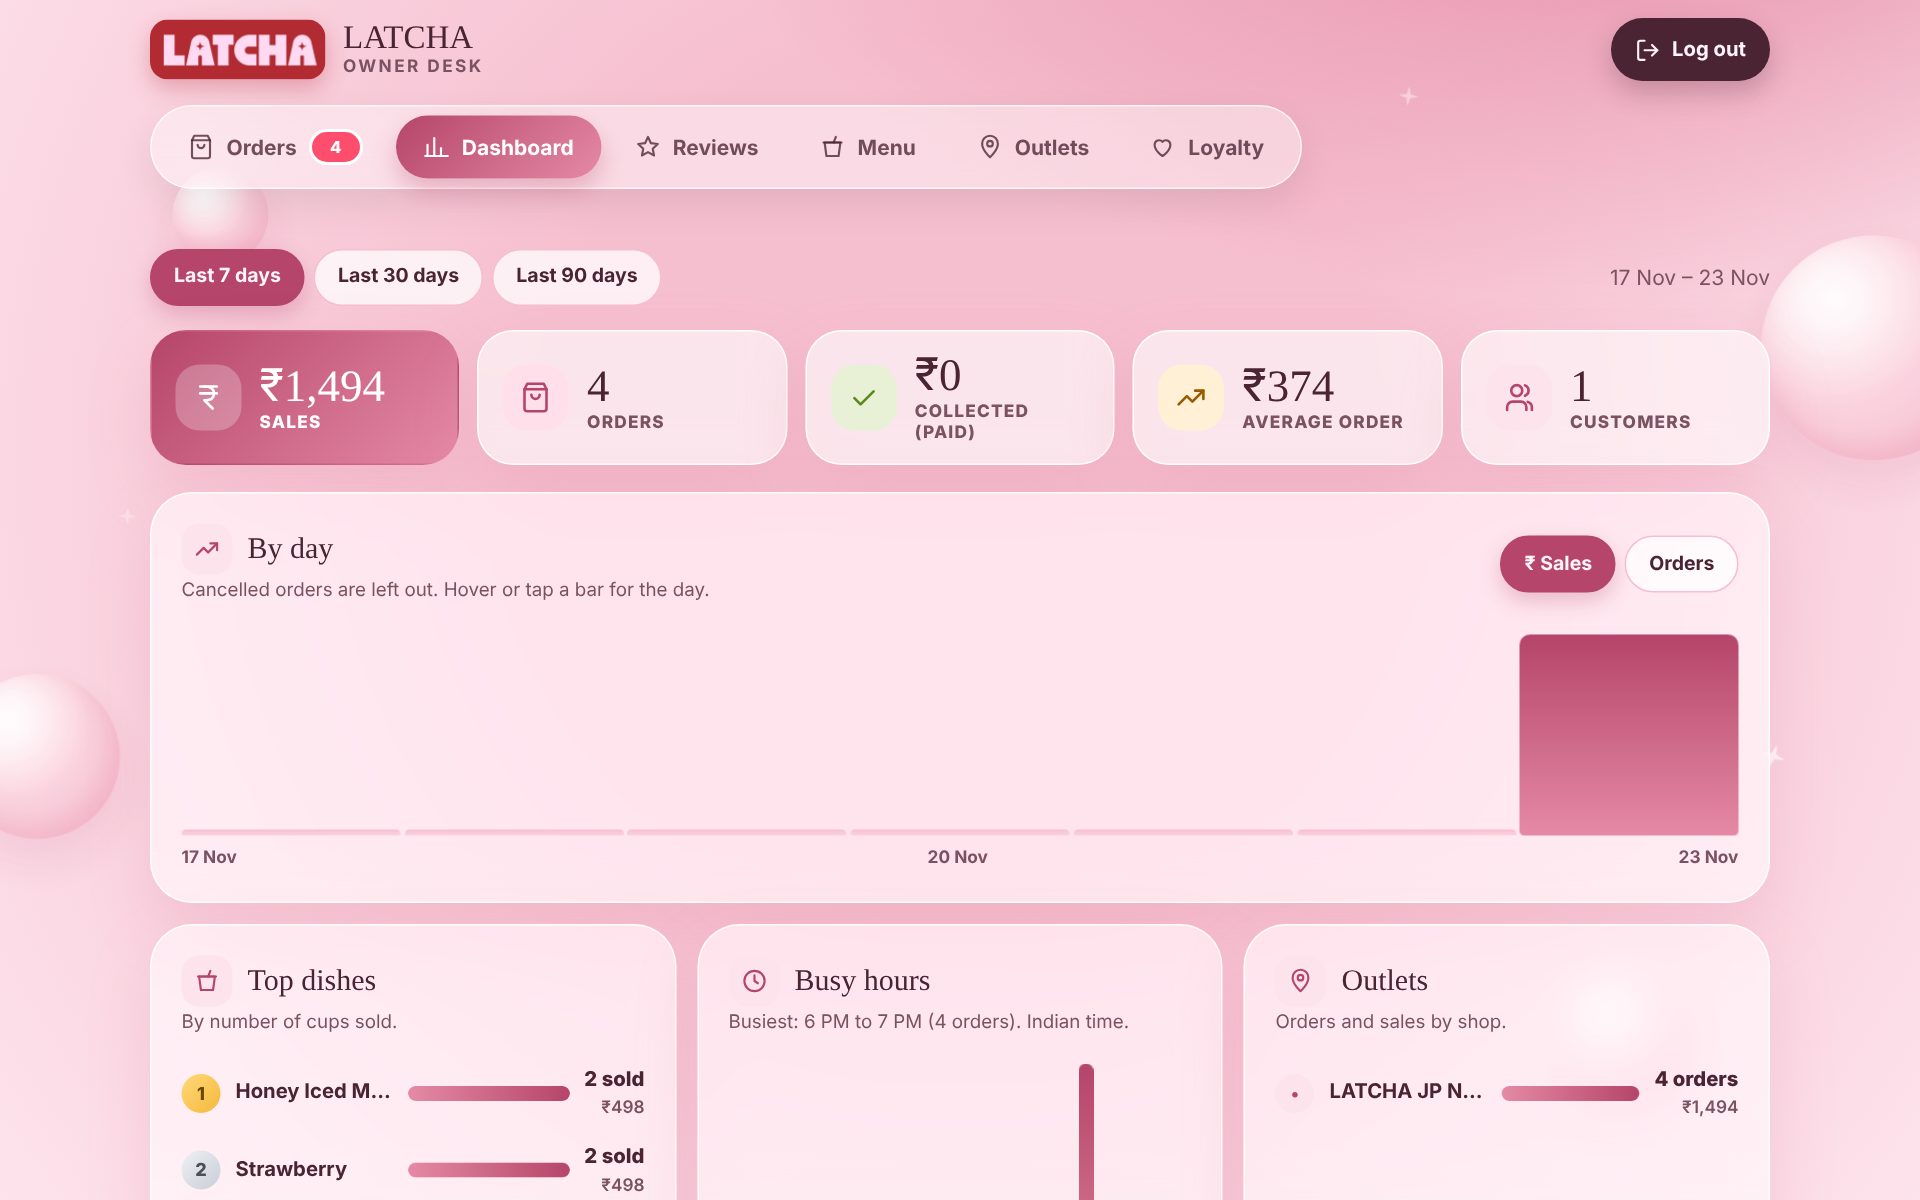 LATCHA
LATCHA
OWNER DESK
Log out
Orders 4
Dashboard
Reviews
Menu
Outlets
Loyalty
Last 7 days
Last 30 days
Last 90 days
17 Nov – 23 Nov
₹
₹1,494
SALES
4
ORDERS
₹0
COLLECTED
(PAID)
₹374
AVERAGE ORDER
1
CUSTOMERS
By day
Cancelled orders are left out. Hover or tap a bar for the day.
₹ Sales
Orders
17 Nov
20 Nov
23 Nov
Top dishes
By number of cups sold.
1 Honey Iced M... 2 sold
₹498
2 Strawberry 2 sold
₹498
Busy hours
Busiest: 6 PM to 7 PM (4 orders). Indian time.
Outlets
Orders and sales by shop.
LATCHA JP N... 4 orders
₹1,494